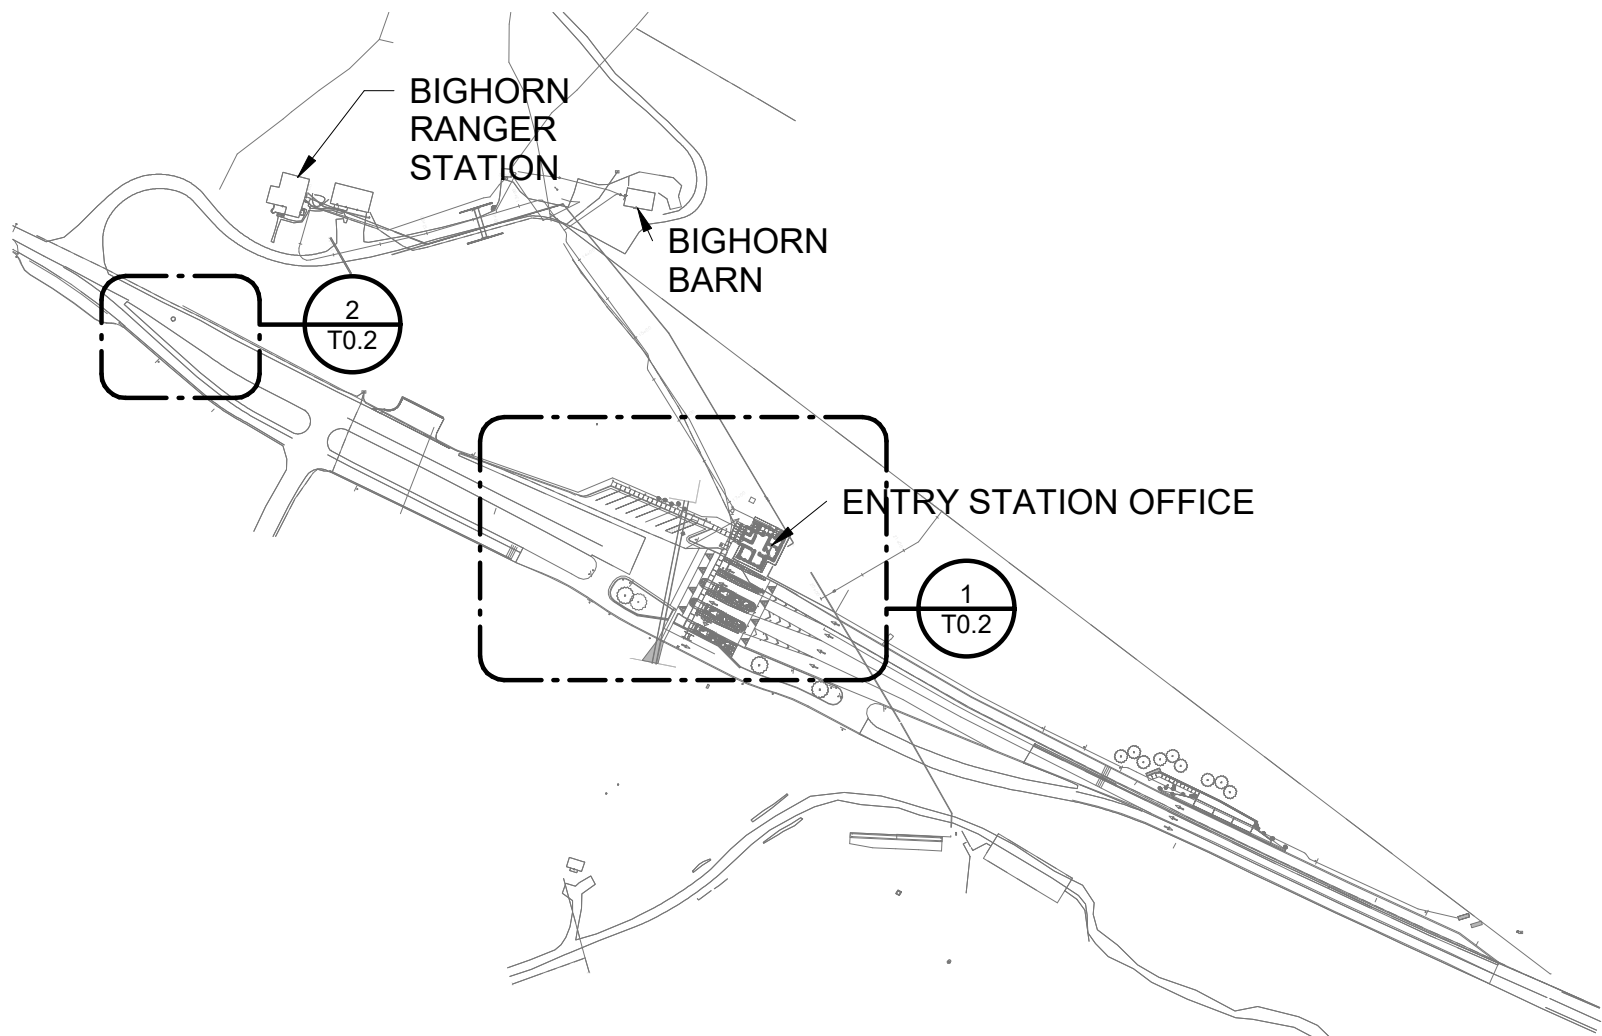 BIGHORN
RANGER
STATION
BIGHORN
BARN
2
T0.2
ENTRY STATION OFFICE
1
T0.2